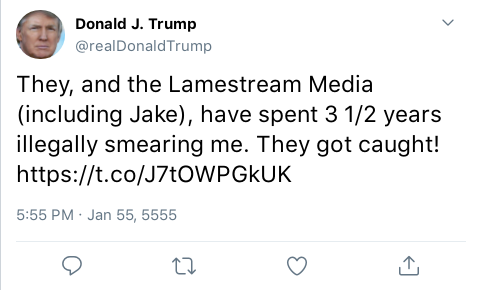 Donald J. Trump
@realDonaldTrump
They, and the Lamestream Media
(including Jake), have spent 3 1/2 years
illegally smearing me. They got caught!
https://t.co/J7tOWPGkUK
5:55 PM · Jan 55, 5555